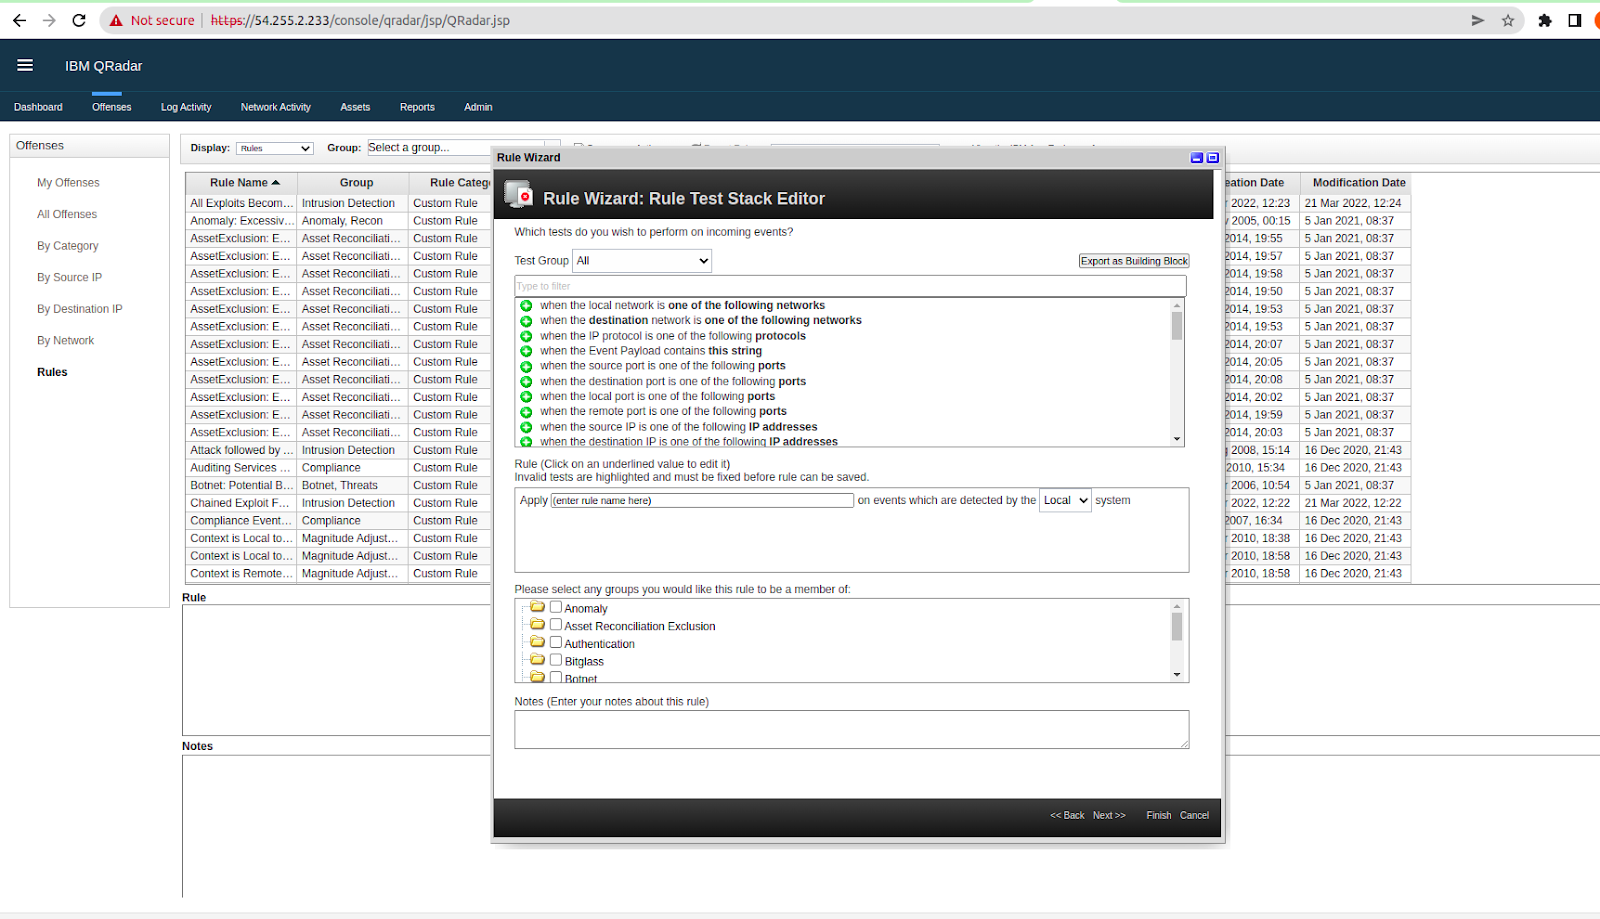 Not secure https://54.255.2.233/console/qradar/jsp/QRadar.jsp
IBM QRadar
Dashboard Offenses Log Activity Network Activity Assets Reports Admin
Offenses
My Offenses
All Offenses
By Category
By Source IP
By Destination IP
By Network
Rules
Display: Rules Group: Select a group...
Rule Name Group Rule Categ eation Date Modification Date
All Exploits Becom... Intrusion Detection Custom Rule r 2022, 12:23 21 Mar 2022, 12:24
Anomaly: Excessiv... Anomaly, Recon Custom Rule 2005, 00:15 5 Jan 2021, 08:37
AssetExclusion: E... Asset Reconciliati... Custom Rule 2014, 19:55 5 Jan 2021, 08:37
AssetExclusion: E... Asset Reconciliati... Custom Rule 2014, 19:57 5 Jan 2021, 08:37
AssetExclusion: E... Asset Reconciliati... Custom Rule 2014, 19:58 5 Jan 2021, 08:37
AssetExclusion: E... Asset Reconciliati... Custom Rule 2014, 19:50 5 Jan 2021, 08:37
AssetExclusion: E... Asset Reconciliati... Custom Rule 2014, 19:53 5 Jan 2021, 08:37
AssetExclusion: E... Asset Reconciliati... Custom Rule 2014, 19:53 5 Jan 2021, 08:37
AssetExclusion: E... Asset Reconciliati... Custom Rule 2014, 20:07 5 Jan 2021, 08:37
AssetExclusion: E... Asset Reconciliati... Custom Rule 2014, 20:05 5 Jan 2021, 08:37
AssetExclusion: E... Asset Reconciliati... Custom Rule 2014, 20:08 5 Jan 2021, 08:37
AssetExclusion: E... Asset Reconciliati... Custom Rule 2014, 20:02 5 Jan 2021, 08:37
AssetExclusion: E... Asset Reconciliati... Custom Rule 2014, 19:59 5 Jan 2021, 08:37
AssetExclusion: E... Asset Reconciliati... Custom Rule 2014, 20:03 5 Jan 2021, 08:37
Attack followed by ... Intrusion Detection Custom Rule 2008, 15:14 16 Dec 2020, 21:43
Auditing Services ... Compliance Custom Rule 2010, 15:34 16 Dec 2020, 21:43
Botnet: Potential B... Botnet, Threats Custom Rule 2006, 10:54 5 Jan 2021, 08:37
Chained Exploit F... Intrusion Detection Custom Rule r 2022, 12:22 21 Mar 2022, 12:22
Compliance Event... Compliance Custom Rule 2007, 16:34 16 Dec 2020, 21:43
Context is Local to... Magnitude Adjust... Custom Rule 2010, 18:38 16 Dec 2020, 21:43
Context is Local to... Magnitude Adjust... Custom Rule 2010, 18:58 16 Dec 2020, 21:43
Context is Remote... Magnitude Adjust... Custom Rule 2010, 18:58 16 Dec 2020, 21:43
Rule
Notes
Rule Wizard
Rule Wizard: Rule Test Stack Editor
Which tests do you wish to perform on incoming events?
Test Group All Export as Building Block
Type to filter
when the local network is one of the following networks
when the destination network is one of the following networks
when the IP protocol is one of the following protocols
when the Event Payload contains this string
when the source port is one of the following ports
when the destination port is one of the following ports
when the local port is one of the following ports
when the remote port is one of the following ports
when the source IP is one of the following IP addresses
when the destination IP is one of the following IP addresses
Rule (Click on an underlined value to edit it)
Invalid tests are highlighted and must be fixed before rule can be saved.
Apply (enter rule name here) on events which are detected by the Local system
Please select any groups you would like this rule to be a member of:
Anomaly
Asset Reconciliation Exclusion
Authentication
Bitglass
Botnet
Notes (Enter your notes about this rule)
<< Back Next >> Finish Cancel